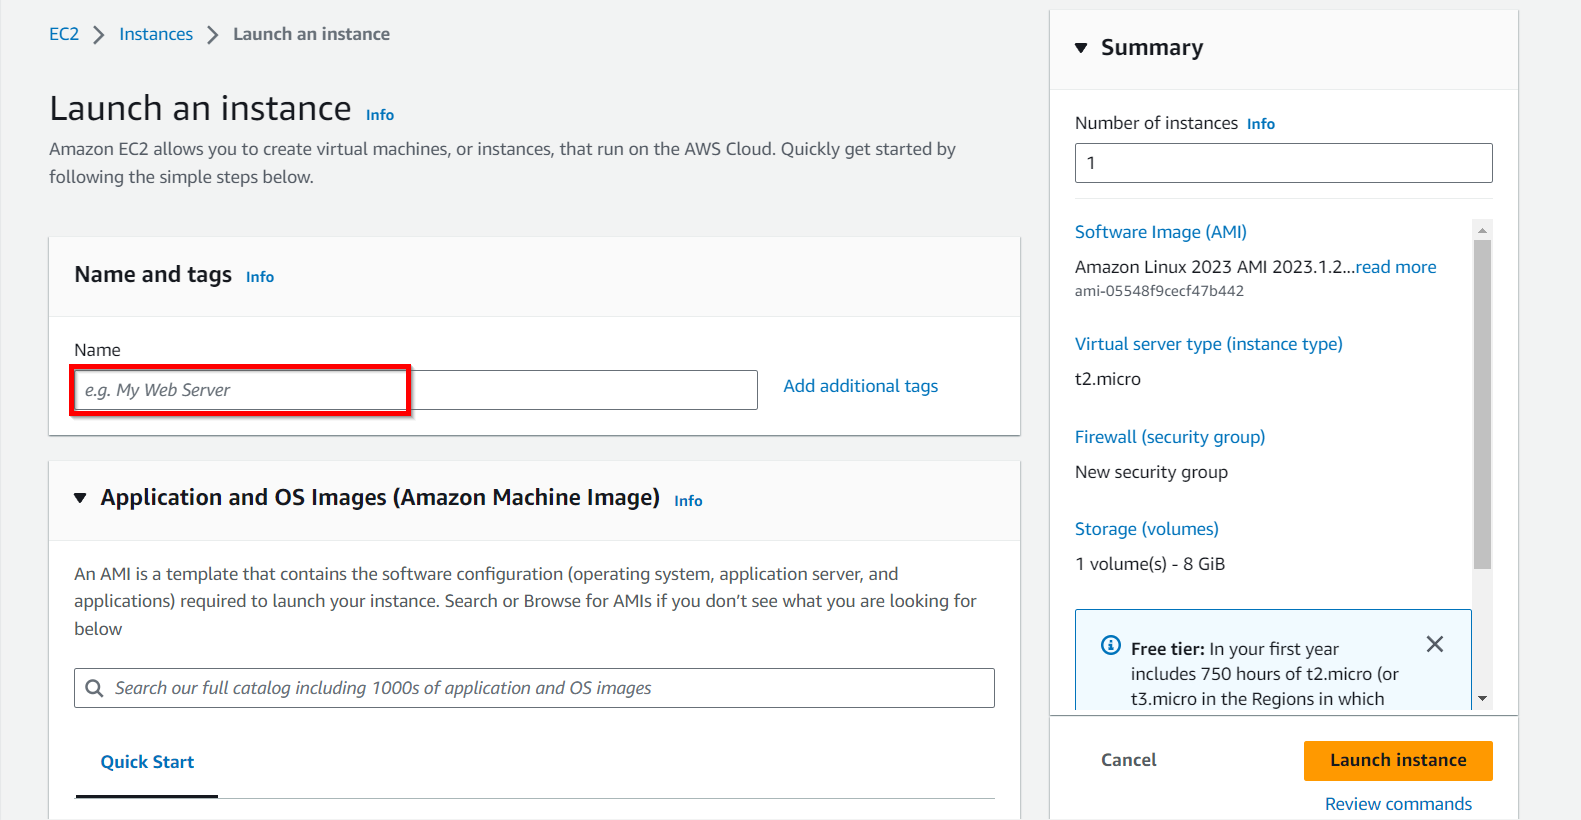 EC2 > Instances > Launch an instance
Launch an instance Info
Amazon EC2 allows you to create virtual machines, or instances, that run on the AWS Cloud. Quickly get started by
following the simple steps below.
Name and tags Info
Name
e.g. My Web Server
Add additional tags
Application and OS Images (Amazon Machine Image) Info
An AMI is a template that contains the software configuration (operating system, application server, and
applications) required to launch your instance. Search or Browse for AMIs if you don’t see what you are looking for
below
Search our full catalog including 1000s of application and OS images
Quick Start
Summary
Number of instances Info
1
Software Image (AMI)
Amazon Linux 2023 AMI 2023.1.2...read more
ami-05548f9cecf47b442
Virtual server type (instance type)
t2.micro
Firewall (security group)
New security group
Storage (volumes)
1 volume(s) - 8 GiB
Free tier: In your first year
includes 750 hours of t2.micro (or
t3.micro in the Regions in which
Cancel
Launch instance
Review commands